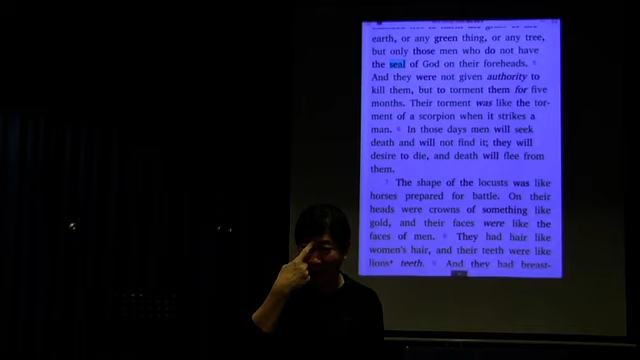 earth, or any green thing, or any tree,
but only those men who do not have
the seal of God on their foreheads. 5
And they were not given authority to
kill them, but to torment them for five
months. Their torment was like the tor-
ment of a scorpion when it strikes a
man. 6 In those days men will seek
death and will not find it; they will
desire to die, and death will flee from
them.
7 The shape of the locusts was like
horses prepared for battle. On their
heads were crowns of something like
gold, and their faces were like the
faces of men. 8 They had hair like
women's hair, and their teeth were like
lions' teeth. 9 And they had breast-